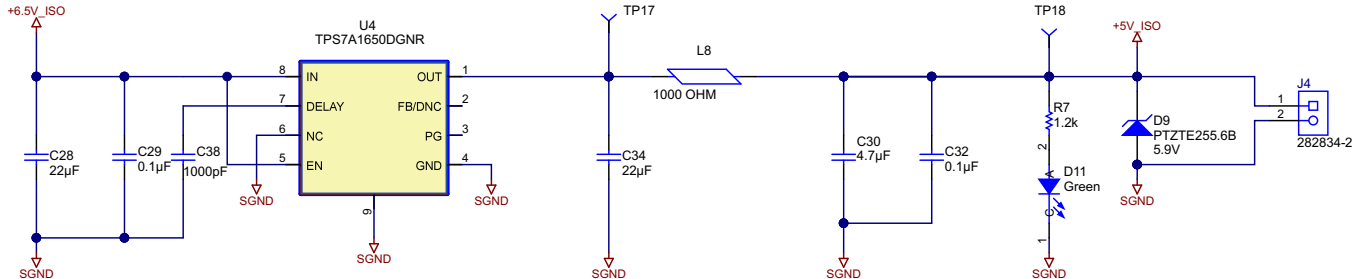 +6.5V_ISO
U4
TPS7A1650DGNR
TP17
TP18
+5V_ISO
L8
1000 OHM
J4
282834-2
8 IN
OUT 1
7 DELAY
FB/DNC 2
6 NC
PG 3
5 EN
GND 4
9
C28
22µF
C29
0.1µF
C38
1000pF
C34
22µF
C30
4.7µF
C32
0.1µF
R7
1.2k
2
A
D11
Green
C
1
D9
PTZTE255.6B
5.9V
1
2
SGND
SGND
SGND
SGND
SGND
SGND
SGND
SGND